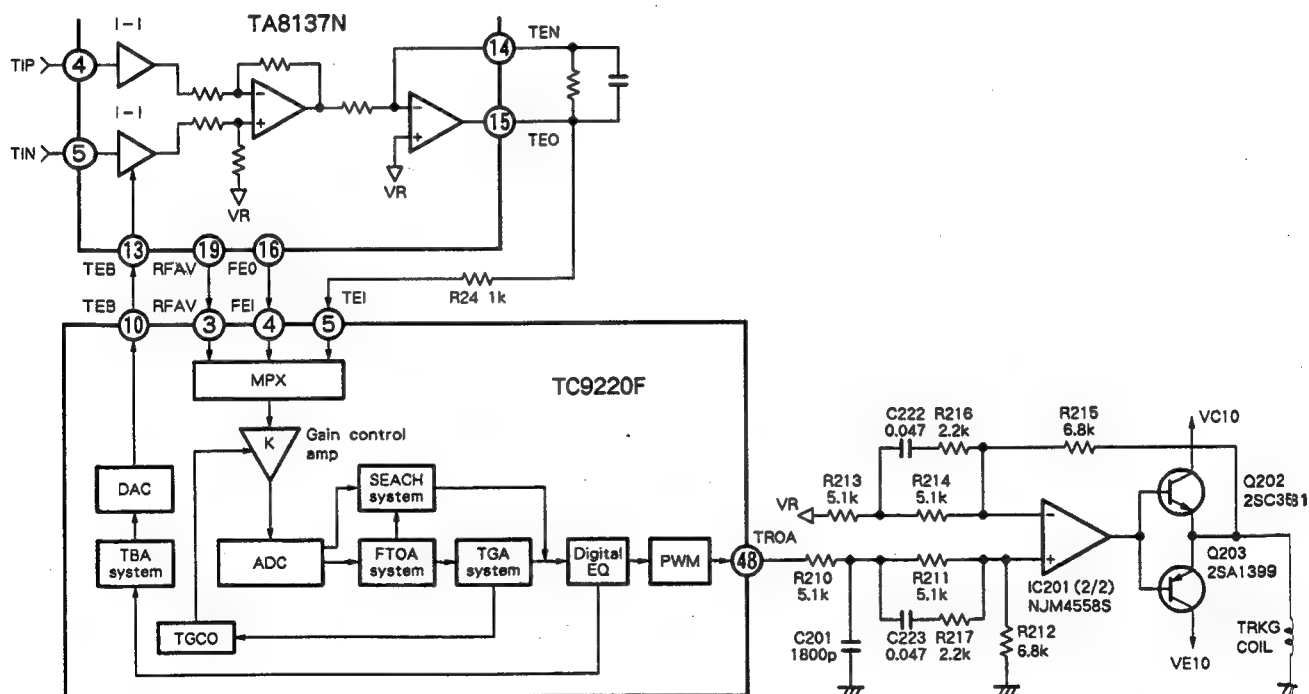 TA8137N
I-I
TIP
4
I-I
TIN
5
14
TEN
15
TEO
VR
VR
13
19
16
TEB
RFAV
FEO
TEB
RFAV
FEI
TEI
R24 1k
10
3
4
5
MPX
TC9220F
K
Gain control
amp
DAC
SEACH
system
TBA
system
ADC
FTOA
system
TGA
system
Digital
EQ
PWM
48
TROA
TGCO
C222
0.047
R216
2.2k
R215
6.8k
VC10
VR
R213
5.1k
R214
5.1k
Q202
R210
5.1k
R211
5.1k
IC201 (2/2)
NJM4558S
Q203
2SA1399
C201
1800p
C223
0.047
R217
2.2k
R212
6.8k
TRKG
COIL
VE10